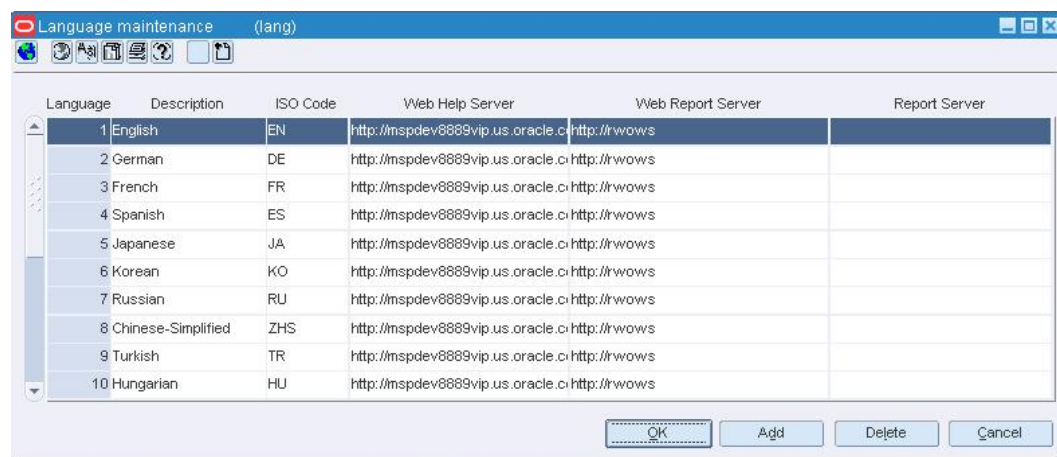 Language maintenance (lang)
Language Description ISO Code Web Help Server Web Report Server Report Server
1 English EN http://mspdev8889vip.us.oracle.c http://rwows
2 German DE http://mspdev8889vip.us.oracle.c http://rwows
3 French FR http://mspdev8889vip.us.oracle.c http://rwows
4 Spanish ES http://mspdev8889vip.us.oracle.c http://rwows
5 Japanese JA http://mspdev8889vip.us.oracle.c http://rwows
6 Korean KO http://mspdev8889vip.us.oracle.c http://rwows
7 Russian RU http://mspdev8889vip.us.oracle.c http://rwows
8 Chinese-Simplified ZHS http://mspdev8889vip.us.oracle.c http://rwows
9 Turkish TR http://mspdev8889vip.us.oracle.c http://rwows
10 Hungarian HU http://mspdev8889vip.us.oracle.c http://rwows
OK Add Delete Cancel